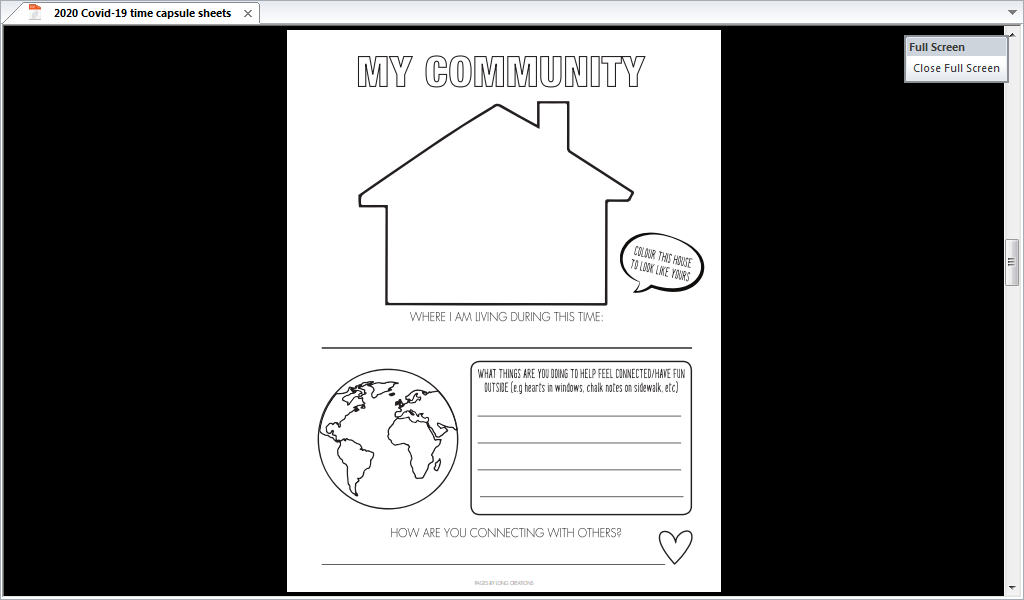 2020 Covid-19 time capsule sheets
Full Screen
Close Full Screen
MY COMMUNITY
COLOUR THIS HOUSE
TO LOOK LIKE YOURS
WHERE I AM LIVING DURING THIS TIME:
WHAT THINGS ARE YOU DOING TO HELP FEEL CONNECTED/HAVE FUN
OUTSIDE (e.g hearts in windows, chalk notes on sidewalk, etc)
HOW ARE YOU CONNECTING WITH OTHERS?
PAGES BY LONG CREATIONS